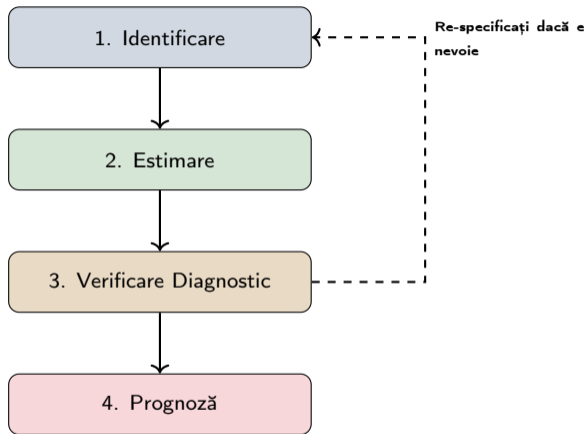 1. Identificare
Re-specificați dacă e
nevoie
2. Estimare
3. Verificare Diagnostic
4. Prognoză